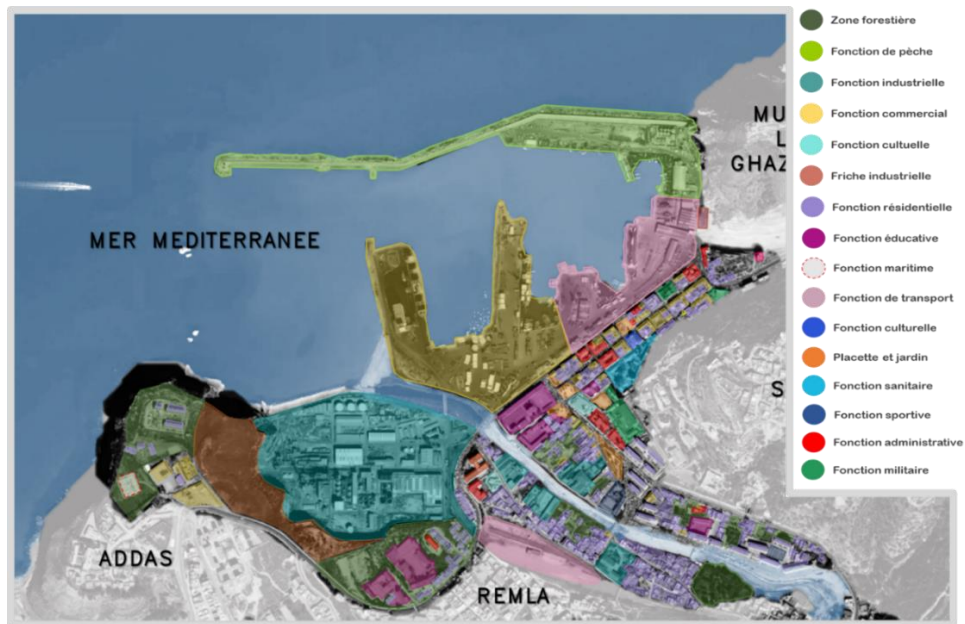 Zone forestière
Fonction de pêche
Fonction industrielle
Fonction commercial
Fonction cultuelle
Friche industrielle
Fonction résidentielle
Fonction éducative
Fonction maritime
Fonction de transport
Fonction culturelle
Placette et jardin
Fonction sanitaire
Fonction sportive
Fonction administrative
Fonction militaire
MU
L
GHAZ
MER MEDITERRANEE
S
ADDAS
REMLA